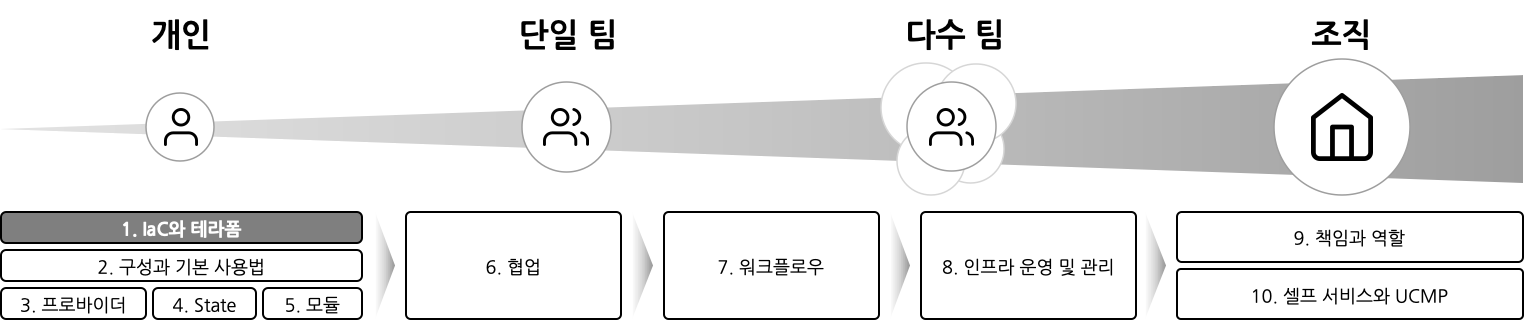 개인
단일 팀
다수 팀
조직
1. IaC와 테라폼
2. 구성과 기본 사용법
3. 프로바이더
4. State
5. 모듈
6. 협업
7. 워크플로우
8. 인프라 운영 및 관리
9. 책임과 역할
10. 셀프 서비스와 UCMP